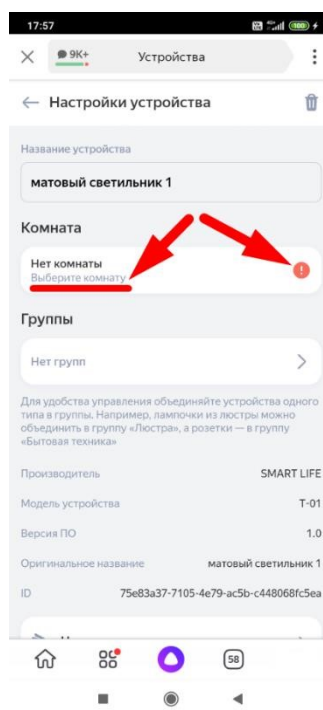 17:57
100
9K+
Устройства
Настройки устройства
Название устройства
матовый светильник 1
Комната
Нет комнаты
Выберите комнату
Группы
Нет групп
Для удобства управления объединяйте устройства одного
типа в группы. Например, лампочки из люстры можно
объединить в группу «Люстра», а розетки — в группу
«Бытовая техника»
Производитель SMART LIFE
Модель устройства T-01
Версия ПО 1.0
Оригинальное название матовый светильник 1
ID 75e83a37-7105-4e79-ac5b-c448068fc5ea
58